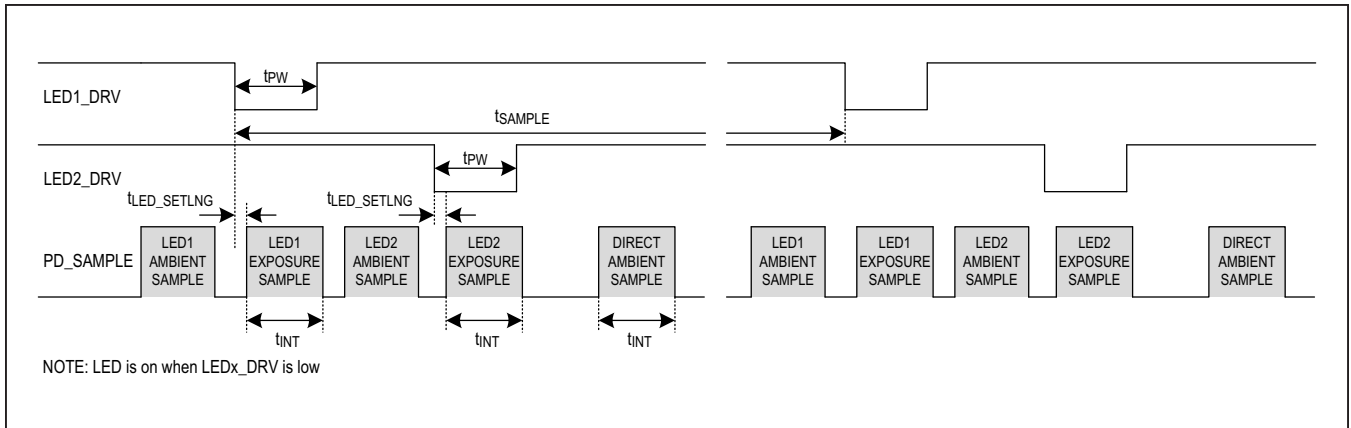 LED1_DRV
tPW
tSAMPLE
LED2_DRV
tPW
tLED_SETLNG
tLED_SETLNG
PD_SAMPLE
LED1
AMBIENT
SAMPLE
LED1
EXPOSURE
SAMPLE
LED2
AMBIENT
SAMPLE
LED2
EXPOSURE
SAMPLE
DIRECT
AMBIENT
SAMPLE
LED1
AMBIENT
SAMPLE
LED1
EXPOSURE
SAMPLE
LED2
AMBIENT
SAMPLE
LED2
EXPOSURE
SAMPLE
DIRECT
AMBIENT
SAMPLE
tINT
tINT
tINT
NOTE: LED is on when LEDx_DRV is low